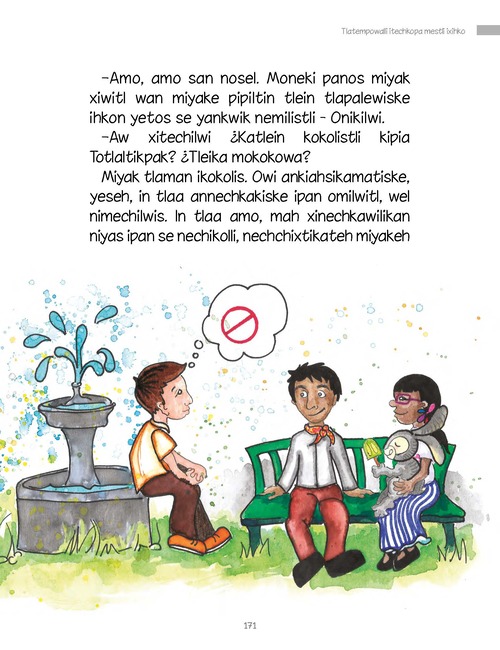 Tlatempowalli itechkopa mestli ixihko
–Amo, amo san nosel. Moneki panos miyak
xiwitl wan miyake pipiltin tlein tlapalewiske
ihkon yetos se yankwik nemilistli – Onikilwi.
–Aw xitechilwi ¿Katlein kokolistli kipia
Totlaltikpak? ¿Tleika mokokowa?
Miyak tlaman ikokolis. Owi ankiahsikamatiske,
yeseh, in tlaa annechkakiske ipan omilwitl, wel
nimechilwis. In tlaa amo, mah xinechkawilikan
niyas ipan se nechikolli, nechchixtikateh miyakeh
171